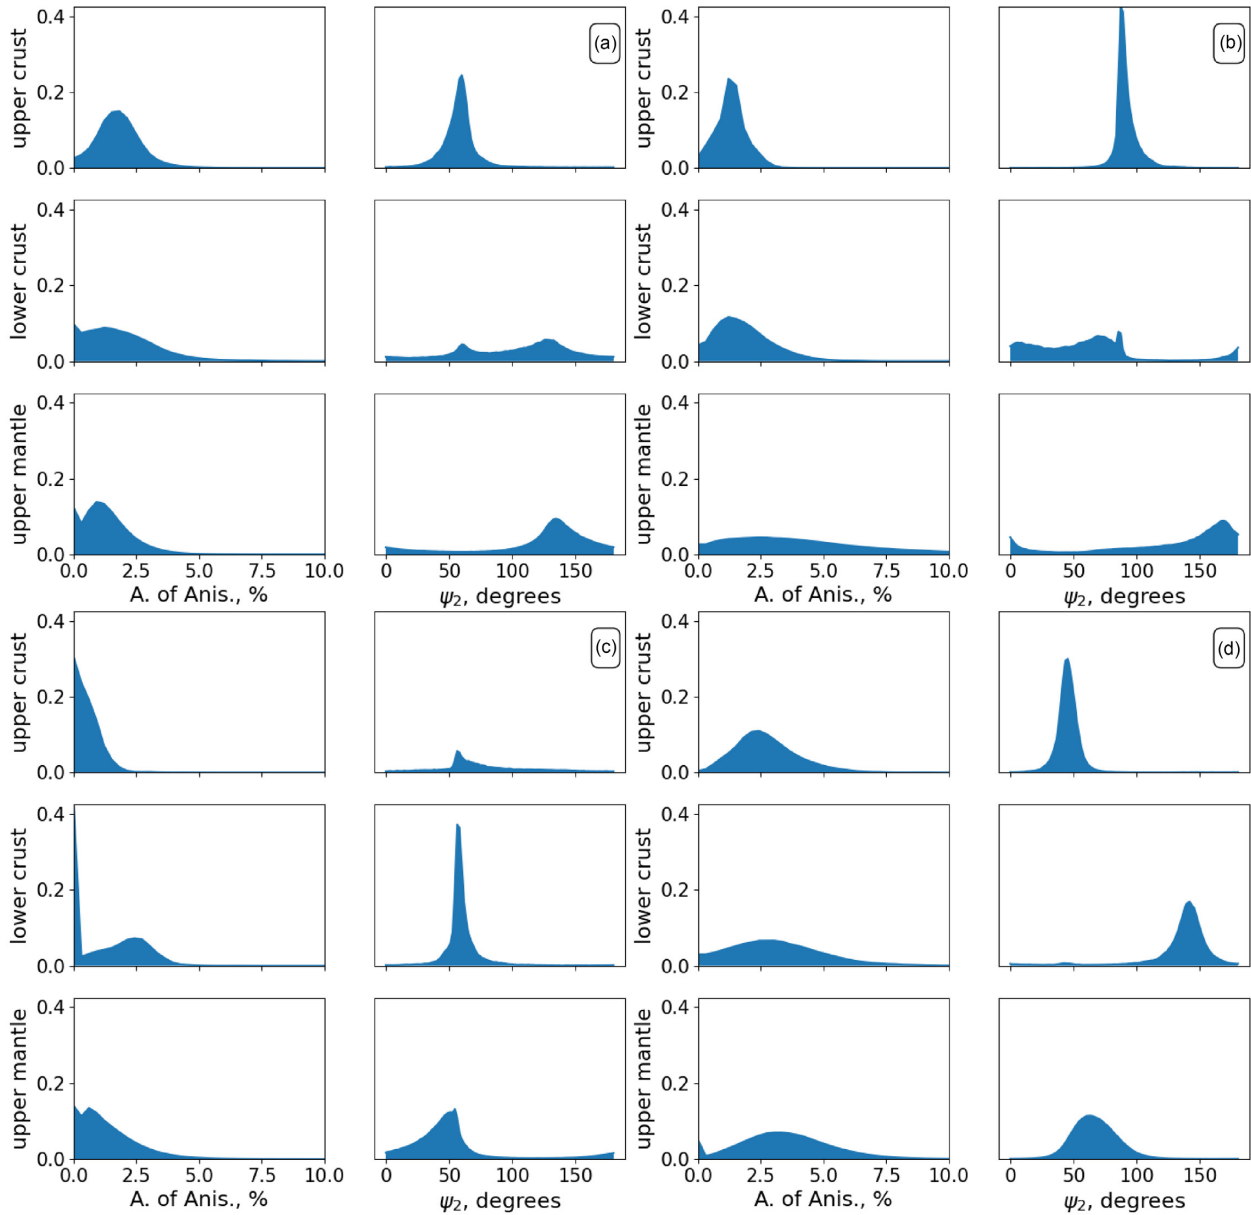 0.4 (a) 0.4 (b)
upper crust upper crust
0.2 0.2
0.0 0.0
0.4 0.4
lower crust lower crust
0.2 0.2
0.0 0.0
0.4 0.4
upper mantle upper mantle
0.2 0.2
0.0 0.0
0.0 2.5 5.0 7.5 10.0 0 50 100 150 0.0 2.5 5.0 7.5 10.0 0 50 100 150
A. of Anis., % ψ₂, degrees A. of Anis., % ψ₂, degrees
0.4 (c) 0.4 (d)
upper crust upper crust
0.2 0.2
0.0 0.0
0.4 0.4
lower crust lower crust
0.2 0.2
0.0 0.0
0.4 0.4
upper mantle upper mantle
0.2 0.2
0.0 0.0
0.0 2.5 5.0 7.5 10.0 0 50 100 150 0.0 2.5 5.0 7.5 10.0 0 50 100 150
A. of Anis., % ψ₂, degrees A. of Anis., % ψ₂, degrees